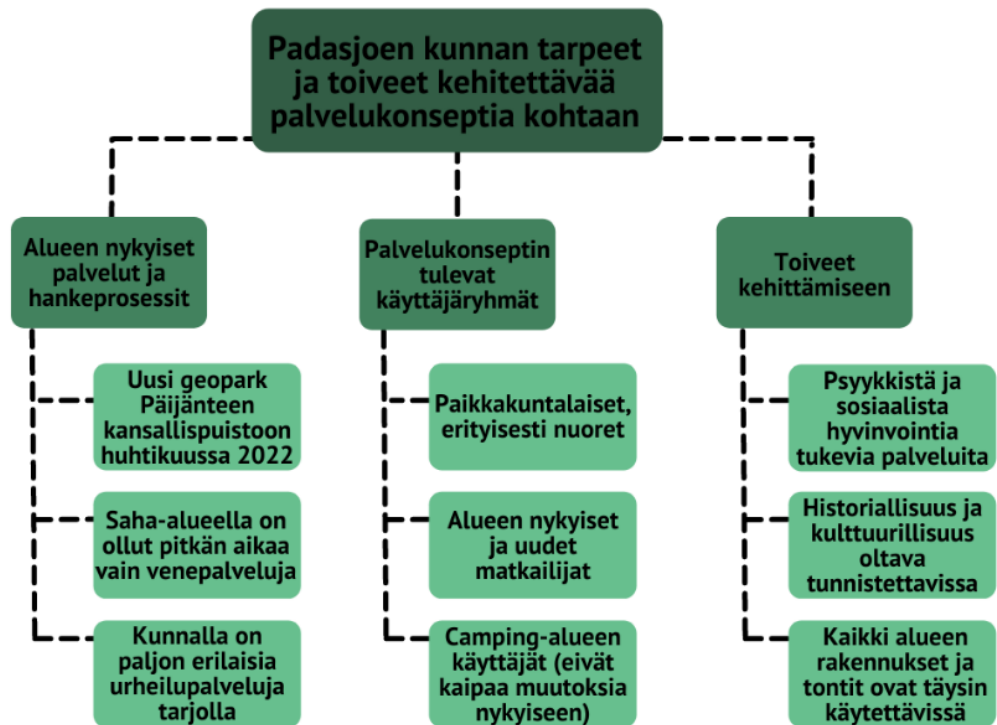 Padasjoen kunnan tarpeet
ja toiveet kehitettävää
palvelukonseptia kohtaan
Alueen nykyiset
palvelut ja
hankeprosessit
Uusi geopark
Päijänteen
kansallispuistoon
huhtikuussa 2022
Saha-alueella on
ollut pitkän aikaa
vain venepalveluja
Kunnalla on
paljon erilaisia
urheilupalveluja
tarjolla
Palvelukonseptin
tulevat
käyttäjäryhmät
Paikkakuntalaiset,
erityisesti nuoret
Alueen nykyiset
ja uudet
matkailijat
Camping-alueen
käyttäjät (eivät
kaipaa muutoksia
nykyiseen)
Toiveet
kehittämiseen
Psyykkistä ja
sosiaalista
hyvinvointia
tukevia palveluita
Historiallisuus ja
kulttuurillisuus
oltava
tunnistettavissa
Kaikki alueen
rakennukset ja
tontit ovat täysin
käytettävissä